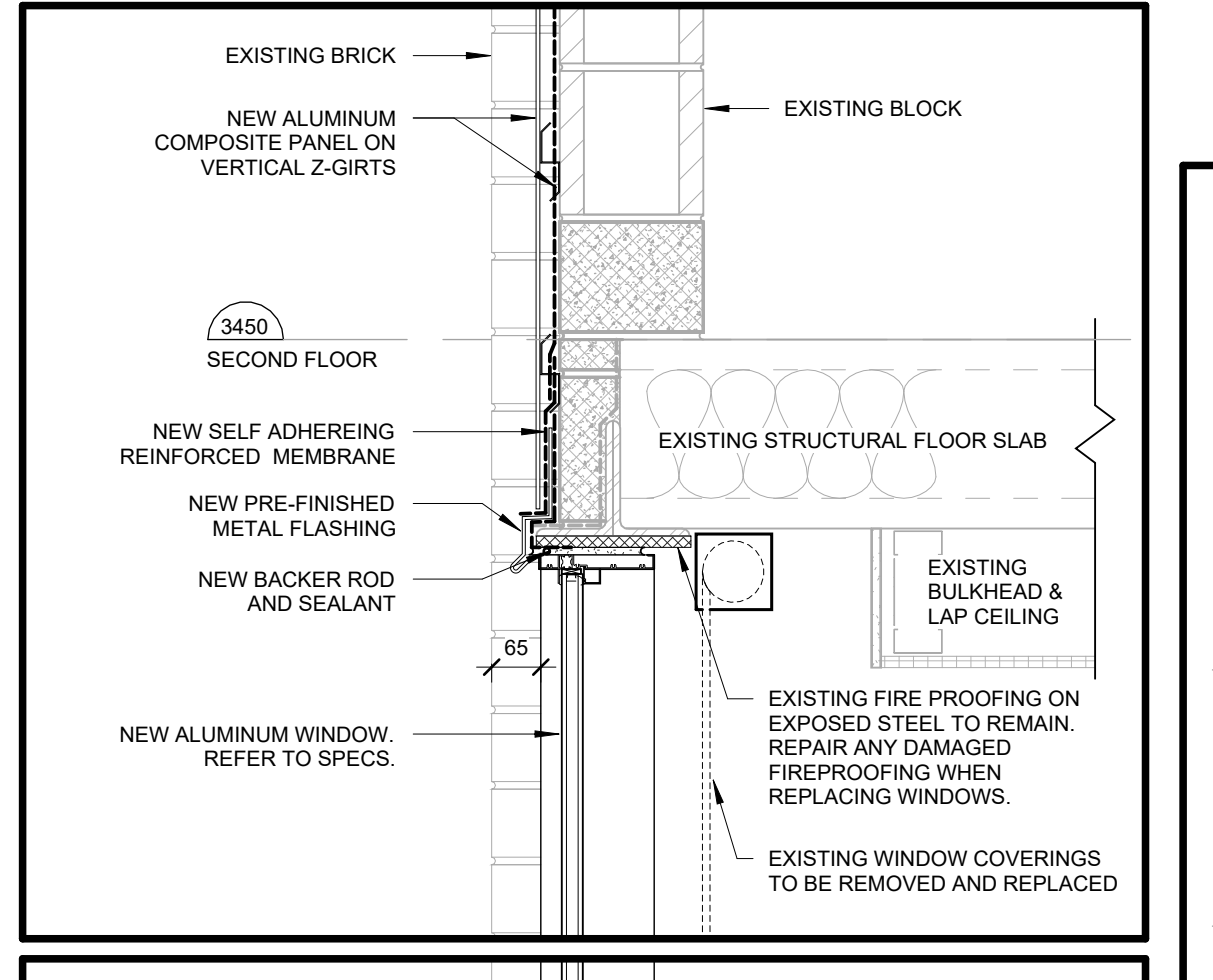 EXISTING BRICK
NEW ALUMINUM
COMPOSITE PANEL ON
VERTICAL Z-GIRTS
EXISTING BLOCK
3450
SECOND FLOOR
NEW SELF ADHEREING
REINFORCED MEMBRANE
EXISTING STRUCTURAL FLOOR SLAB
NEW PRE-FINISHED
METAL FLASHING
NEW BACKER ROD
AND SEALANT
EXISTING
BULKHEAD &
LAP CEILING
65
NEW ALUMINUM WINDOW.
REFER TO SPECS.
EXISTING FIRE PROOFING ON
EXPOSED STEEL TO REMAIN.
REPAIR ANY DAMAGED
FIREPROOFING WHEN
REPLACING WINDOWS.
EXISTING WINDOW COVERINGS
TO BE REMOVED AND REPLACED